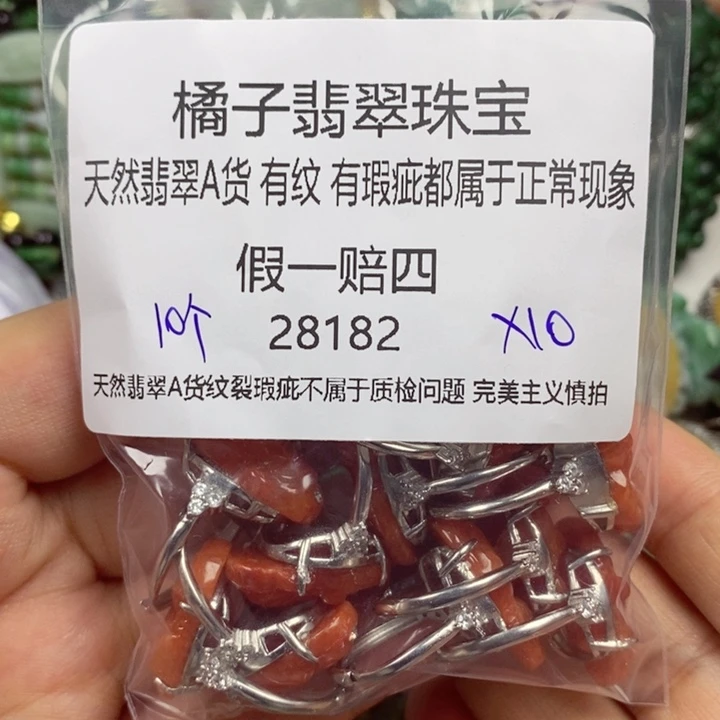 橘子翡翠珠宝
天然翡翠A货 有纹 有瑕疵都属于正常现象
假一赔四
10个 28182 X10
天然翡翠A货纹裂瑕疵不属于质检问题 完美主义慎拍